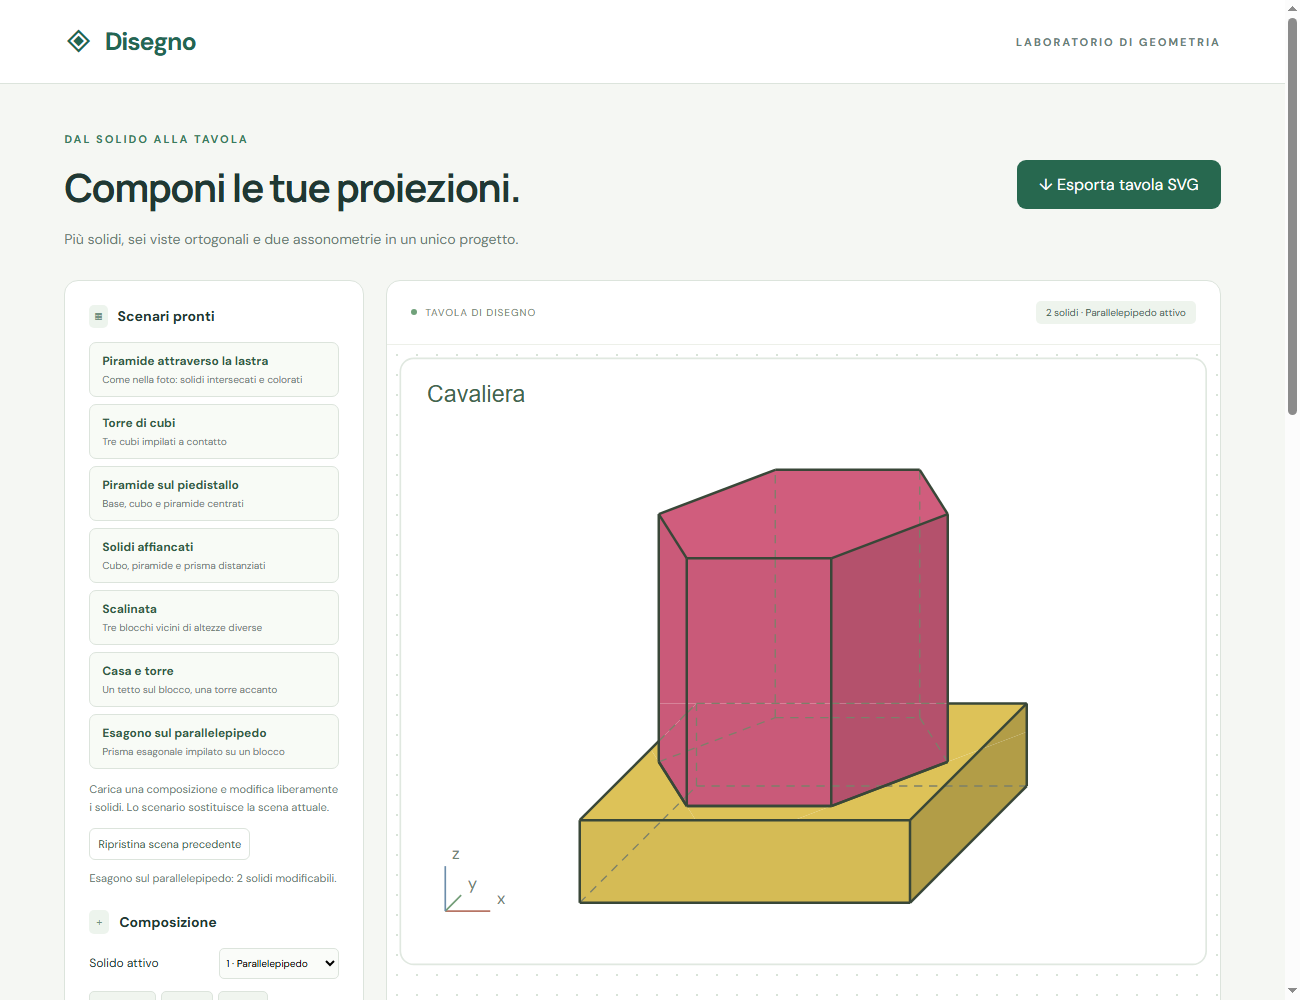 Disegno
LABORATORIO DI GEOMETRIA
DAL SOLIDO ALLA TAVOLA
Componi le tue proiezioni.
↓ Esporta tavola SVG
Più solidi, sei viste ortogonali e due assonometrie in un unico progetto.
Scenari pronti
Piramide attraverso la lastra
Come nella foto: solidi intersecati e colorati
Torre di cubi
Tre cubi impilati a contatto
Piramide sul piedistallo
Base, cubo e piramide centrati
Solidi affiancati
Cubo, piramide e prisma distanziati
Scalinata
Tre blocchi vicini di altezze diverse
Casa e torre
Un tetto sul blocco, una torre accanto
Esagono sul parallelepipedo
Prisma esagonale impilato su un blocco
Carica una composizione e modifica liberamente
i solidi. Lo scenario sostituisce la scena attuale.
Ripristina scena precedente
Esagono sul parallelepipedo: 2 solidi modificabili.
+ Composizione
Solido attivo
1 · Parallelepipedo
TAVOLA DI DISEGNO
2 solidi · Parallelepipedo attivo
Cavaliera
z
y
x